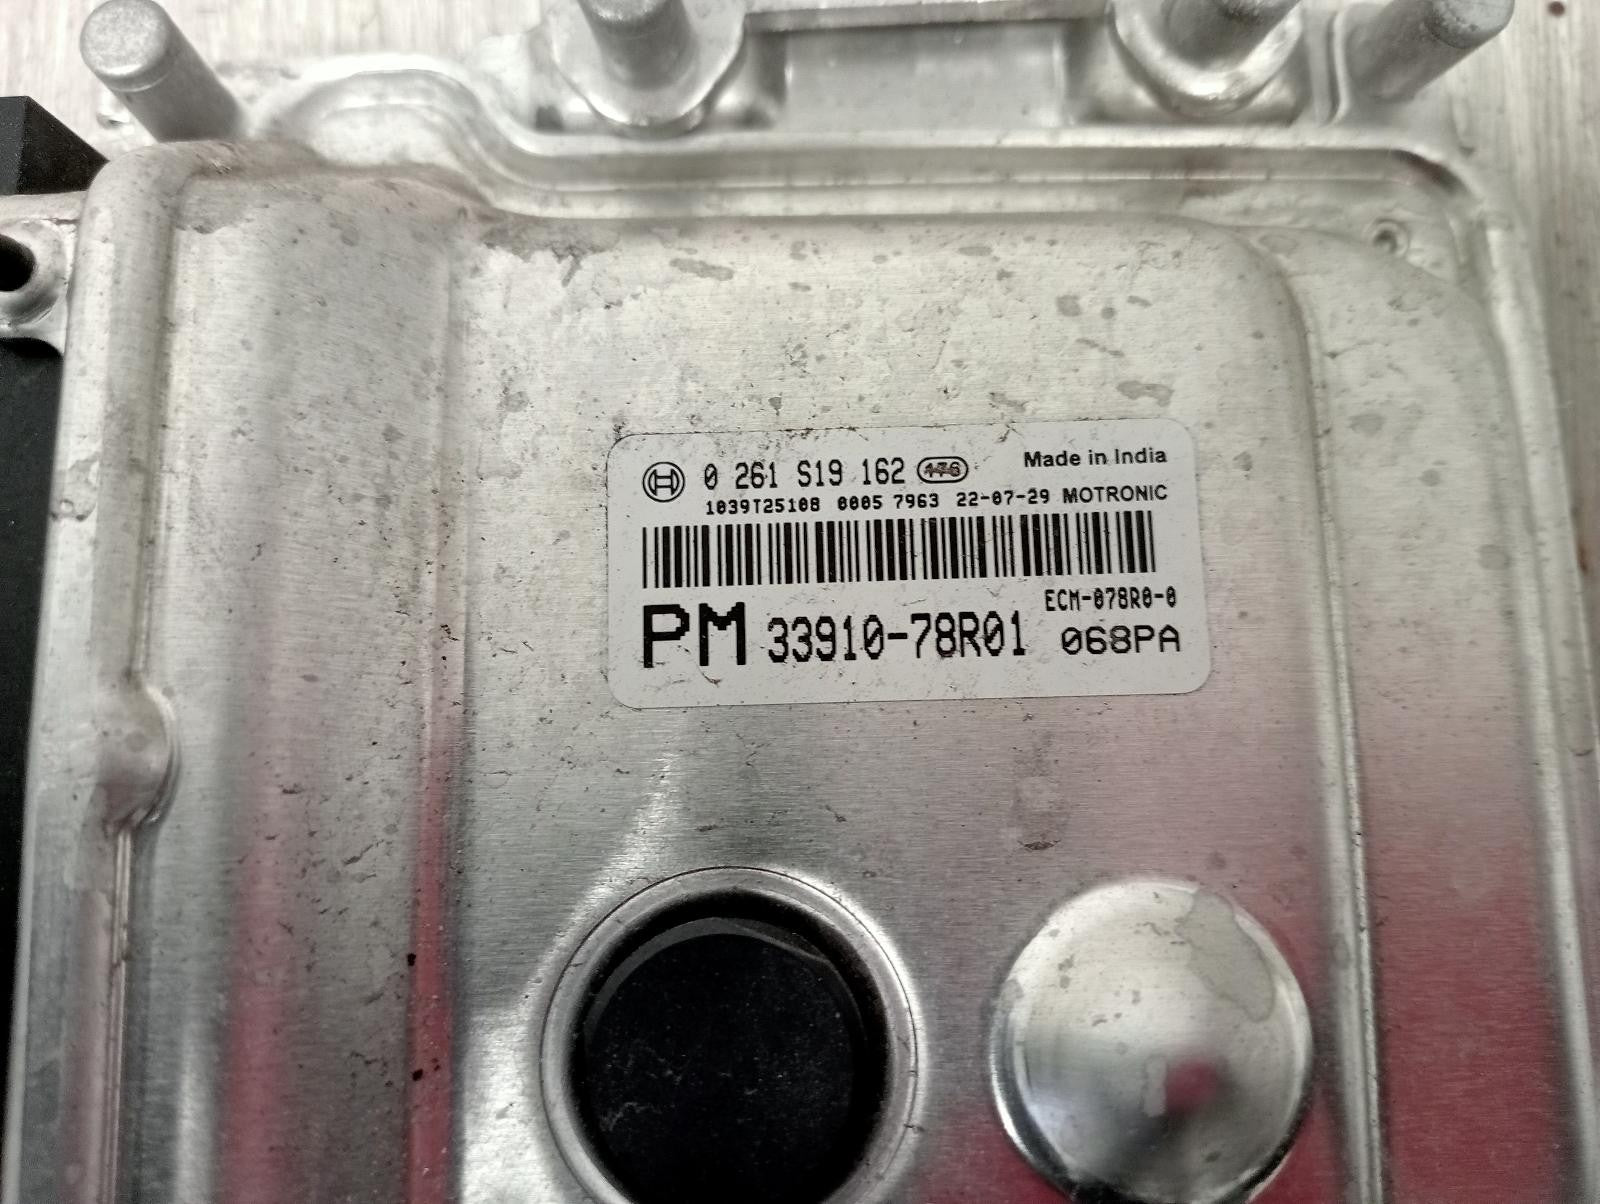 0 261 S19 162 176 Made in India
1039T25108 0005 7963 22-07-29 MOTRONIC
ECM-078R0-0
PM 33910-78R01 068PA